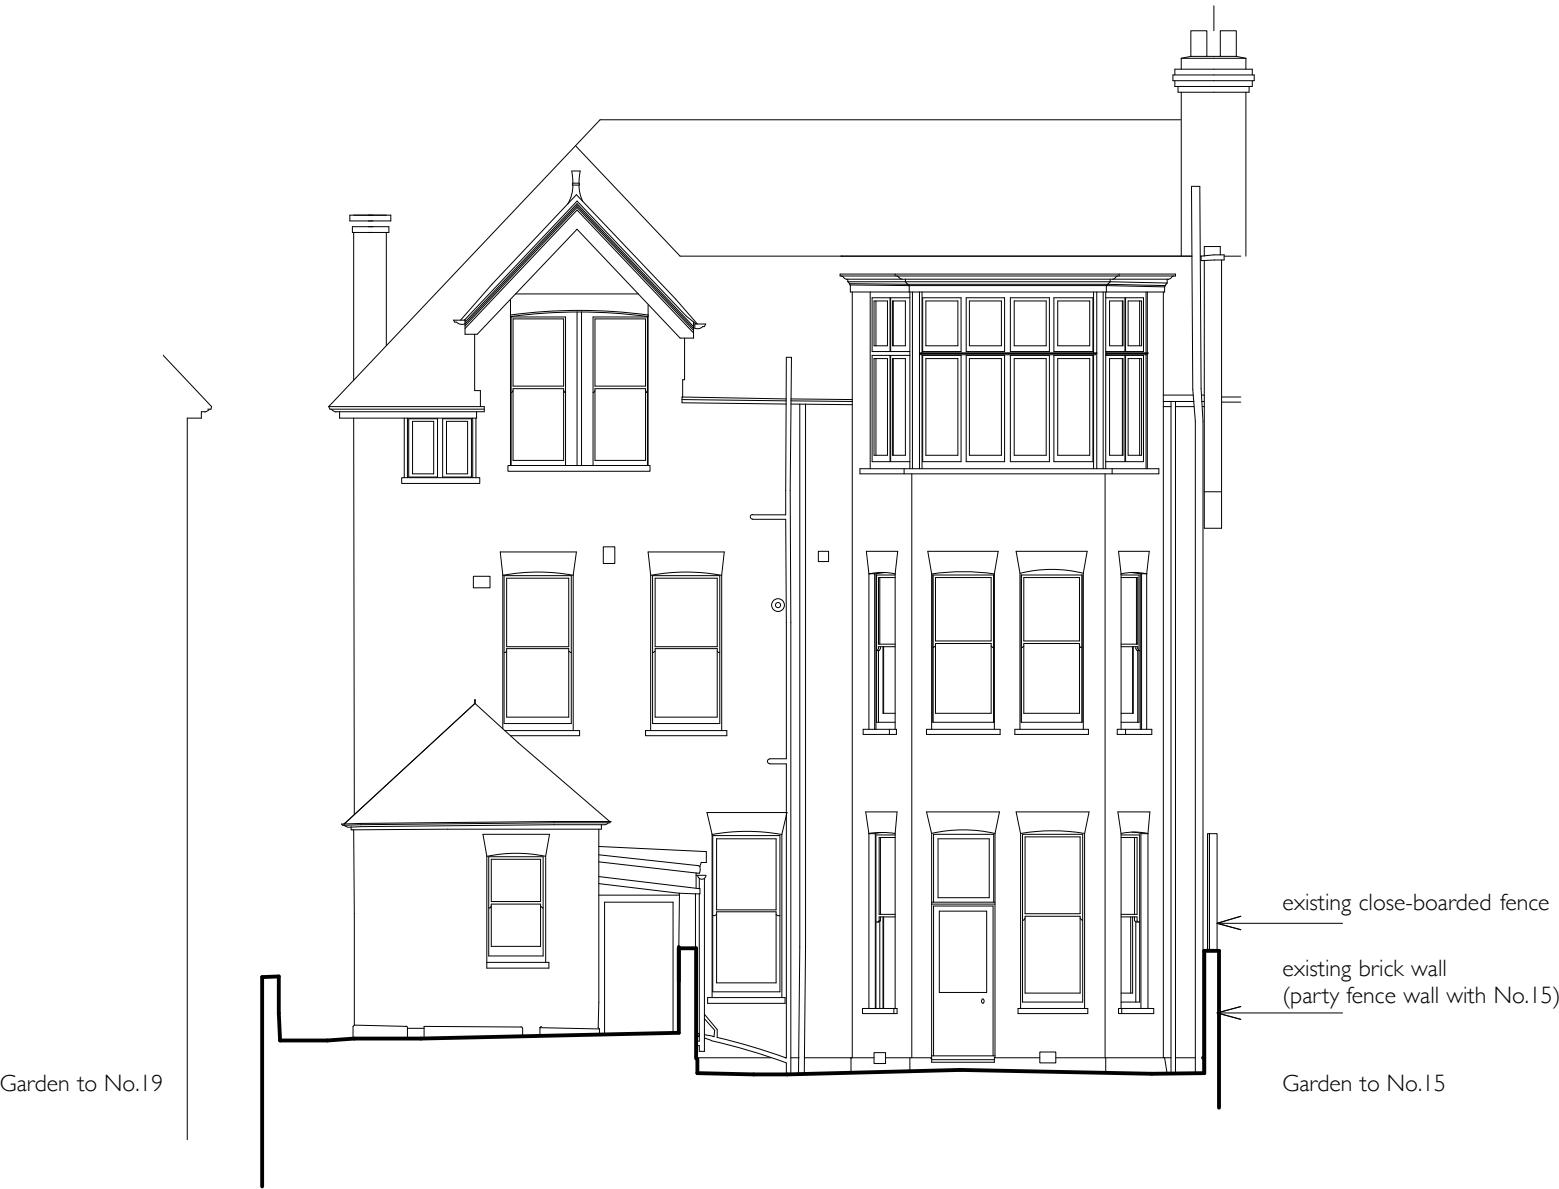 existing close-boarded fence
existing brick wall
(party fence wall with No.15)
Garden to No.19
Garden to No.15